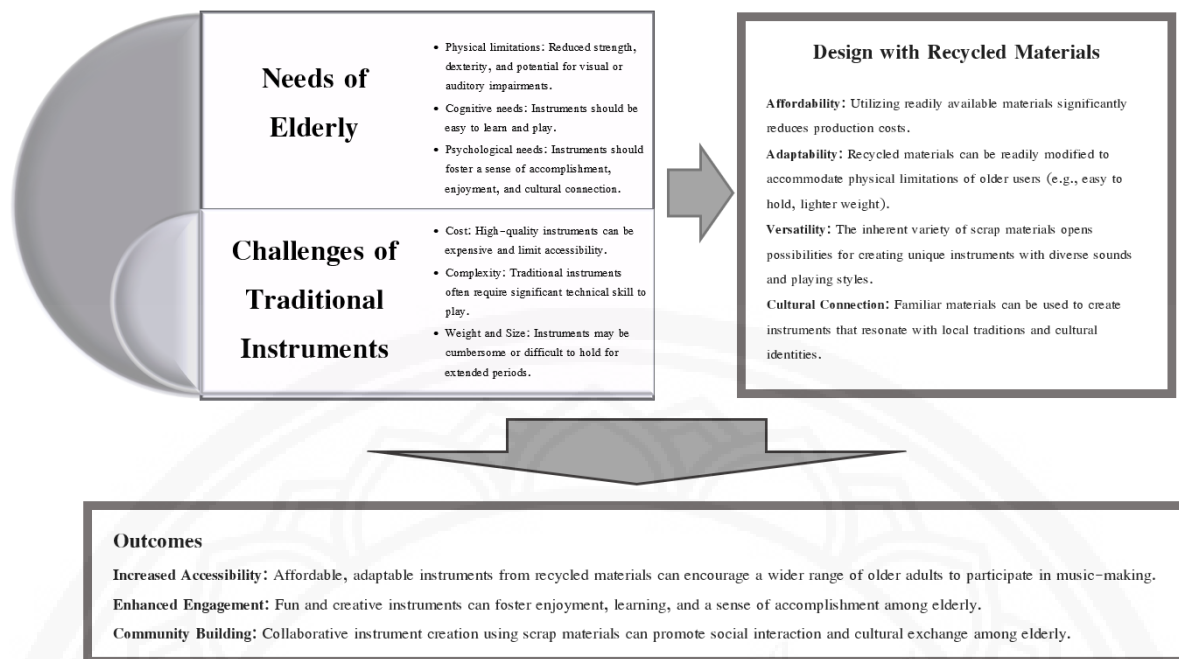 Needs of
Elderly
• Physical limitations: Reduced strength,
dexterity, and potential for visual or
auditory impairments.
• Cognitive needs: Instruments should be
easy to learn and play.
• Psychological needs: Instruments should
foster a sense of accomplishment,
enjoyment, and cultural connection.
Challenges of
Traditional
Instruments
• Cost: High-quality instruments can be
expensive and limit accessibility.
• Complexity: Traditional instruments
often require significant technical skill to
play.
• Weight and Size: Instruments may be
cumbersome or difficult to hold for
extended periods.
Design with Recycled Materials
Affordability: Utilizing readily available materials significantly
reduces production costs.
Adaptability: Recycled materials can be readily modified to
accommodate physical limitations of older users (e.g., easy to
hold, lighter weight).
Versatility: The inherent variety of scrap materials opens
possibilities for creating unique instruments with diverse sounds
and playing styles.
Cultural Connection: Familiar materials can be used to create
instruments that resonate with local traditions and cultural
identities.
Outcomes
Increased Accessibility: Affordable, adaptable instruments from recycled materials can encourage a wider range of older adults to participate in music-making.
Enhanced Engagement: Fun and creative instruments can foster enjoyment, learning, and a sense of accomplishment among elderly.
Community Building: Collaborative instrument creation using scrap materials can promote social interaction and cultural exchange among elderly.